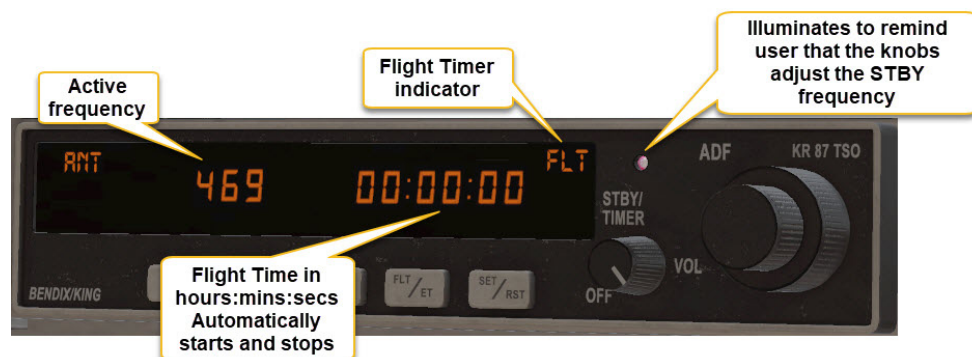 Illuminates to remind
user that the knobs
adjust the STBY
frequency
Flight Timer
indicator
Active
frequency
ANT
469
00:00:00
FLT
ADF
KR 87 TSO
STBY/
TIMER
VOL
OFF
BENDIX/KING
FLT/ET
SET/RST
Flight Time in
hours:mins:secs
Automatically
starts and stops